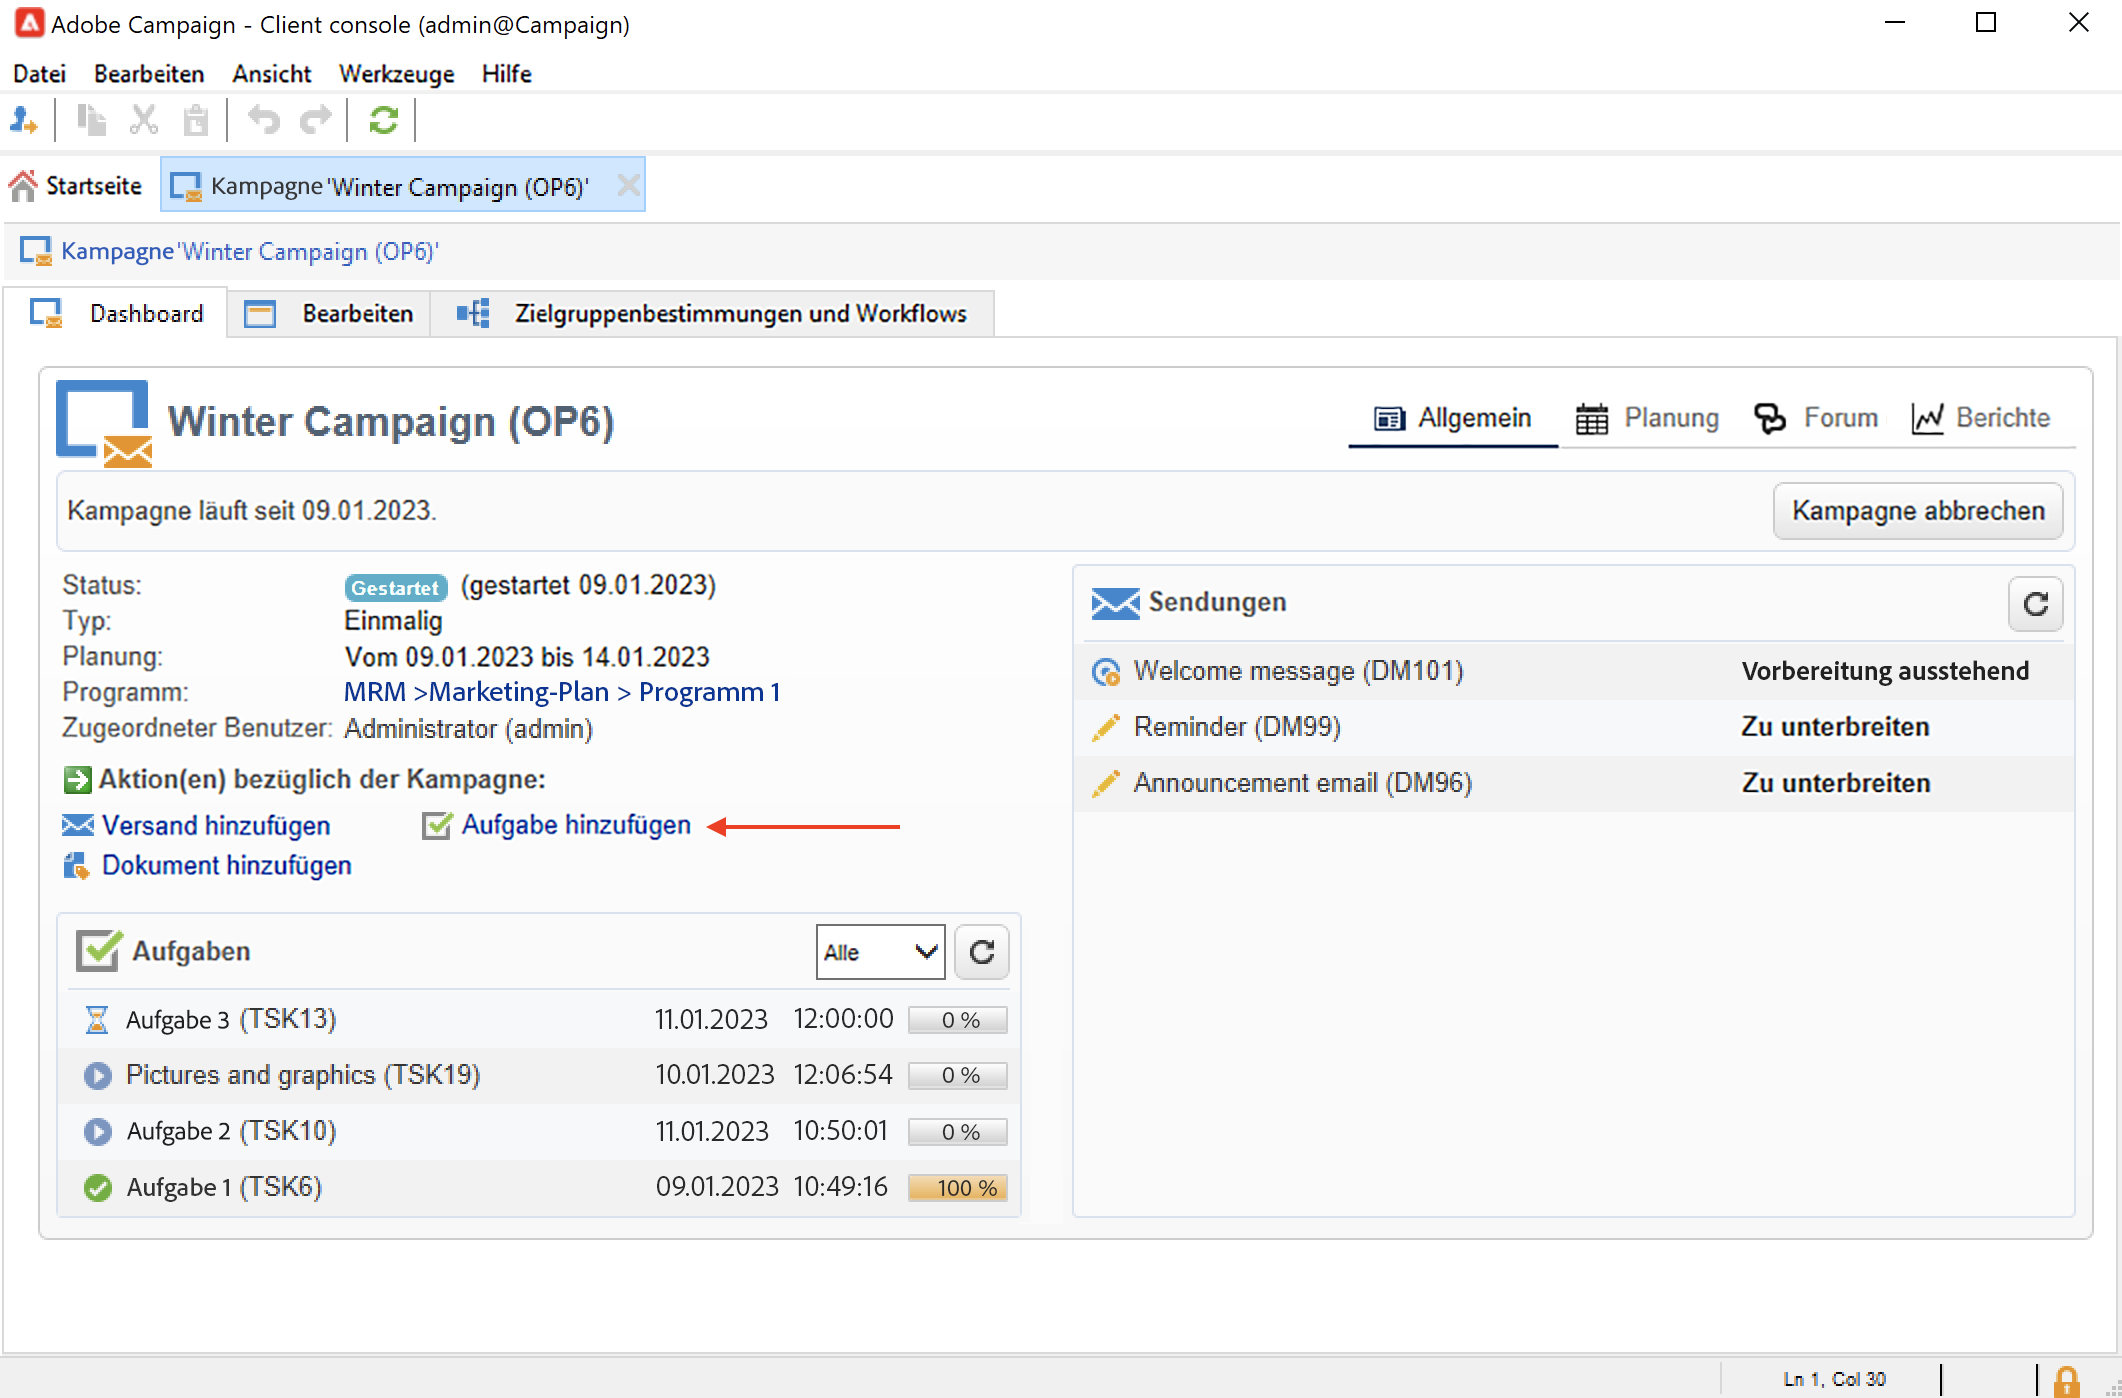 Adobe Campaign - Client console (admin@Campaign)
Datei Bearbeiten Ansicht Werkzeuge Hilfe
Startseite Kampagne 'Winter Campaign (OP6)'
Kampagne 'Winter Campaign (OP6)'
Dashboard Bearbeiten Zielgruppenbestimmungen und Workflows
Winter Campaign (OP6) Allgemein Planung Forum Berichte
Kampagne läuft seit 09.01.2023. Kampagne abbrechen
Status: Gestartet (gestartet 09.01.2023)
Typ: Einmalig
Planung: Vom 09.01.2023 bis 14.01.2023
Programm: MRM >Marketing-Plan > Programm 1
Zugeordneter Benutzer: Administrator (admin)
Aktion(en) bezüglich der Kampagne:
Versand hinzufügen Aufgabe hinzufügen
Dokument hinzufügen
Aufgaben Alle
Aufgabe 3 (TSK13) 11.01.2023 12:00:00 0 %
Pictures and graphics (TSK19) 10.01.2023 12:06:54 0 %
Aufgabe 2 (TSK10) 11.01.2023 10:50:01 0 %
Aufgabe 1 (TSK6) 09.01.2023 10:49:16 100 %
Sendungen
Welcome message (DM101) Vorbereitung ausstehend
Reminder (DM99) Zu unterbreiten
Announcement email (DM96) Zu unterbreiten
Ln 1, Col 30